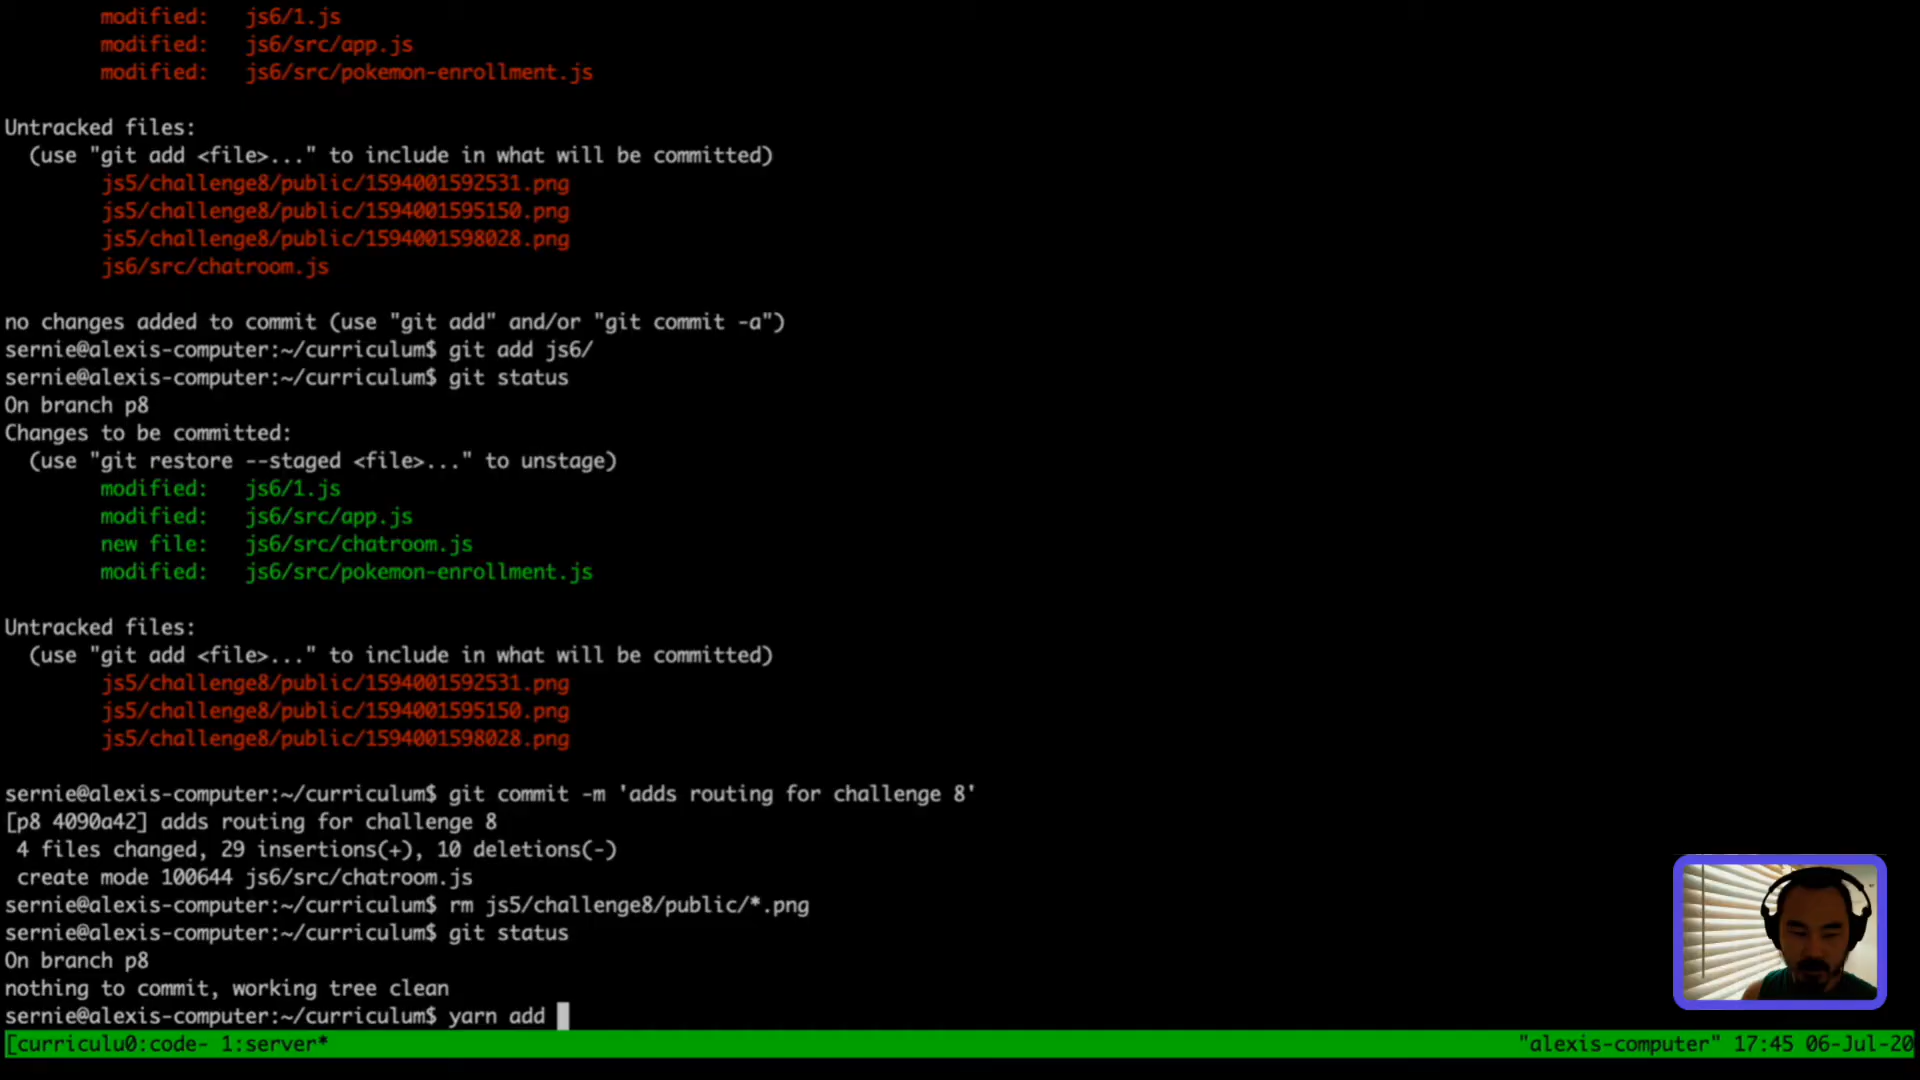 modified:   js6/1.js
modified:   js6/src/app.js
modified:   js6/src/pokemon-enrollment.js
Untracked files:
(use "git add <file>..." to include in what will be committed)
js5/challenge8/public/1594001592531.png
js5/challenge8/public/1594001595150.png
js5/challenge8/public/1594001598028.png
js6/src/chatroom.js
no changes added to commit (use "git add" and/or "git commit -a")
sernie@alexis-computer:~/curriculum$ git add js6/
sernie@alexis-computer:~/curriculum$ git status
On branch p8
Changes to be committed:
(use "git restore --staged <file>..." to unstage)
modified:   js6/1.js
modified:   js6/src/app.js
new file:   js6/src/chatroom.js
modified:   js6/src/pokemon-enrollment.js
Untracked files:
(use "git add <file>..." to include in what will be committed)
js5/challenge8/public/1594001592531.png
js5/challenge8/public/1594001595150.png
js5/challenge8/public/1594001598028.png
sernie@alexis-computer:~/curriculum$ git commit -m 'adds routing for challenge 8'
[p8 4090a42] adds routing for challenge 8
4 files changed, 29 insertions(+), 10 deletions(-)
create mode 100644 js6/src/chatroom.js
sernie@alexis-computer:~/curriculum$ rm js5/challenge8/public/*.png
sernie@alexis-computer:~/curriculum$ git status
On branch p8
nothing to commit, working tree clean
sernie@alexis-computer:~/curriculum$ yarn add
[curriculu0:code- 1:server* "alexis-computer" 17:45 06-Jul-20